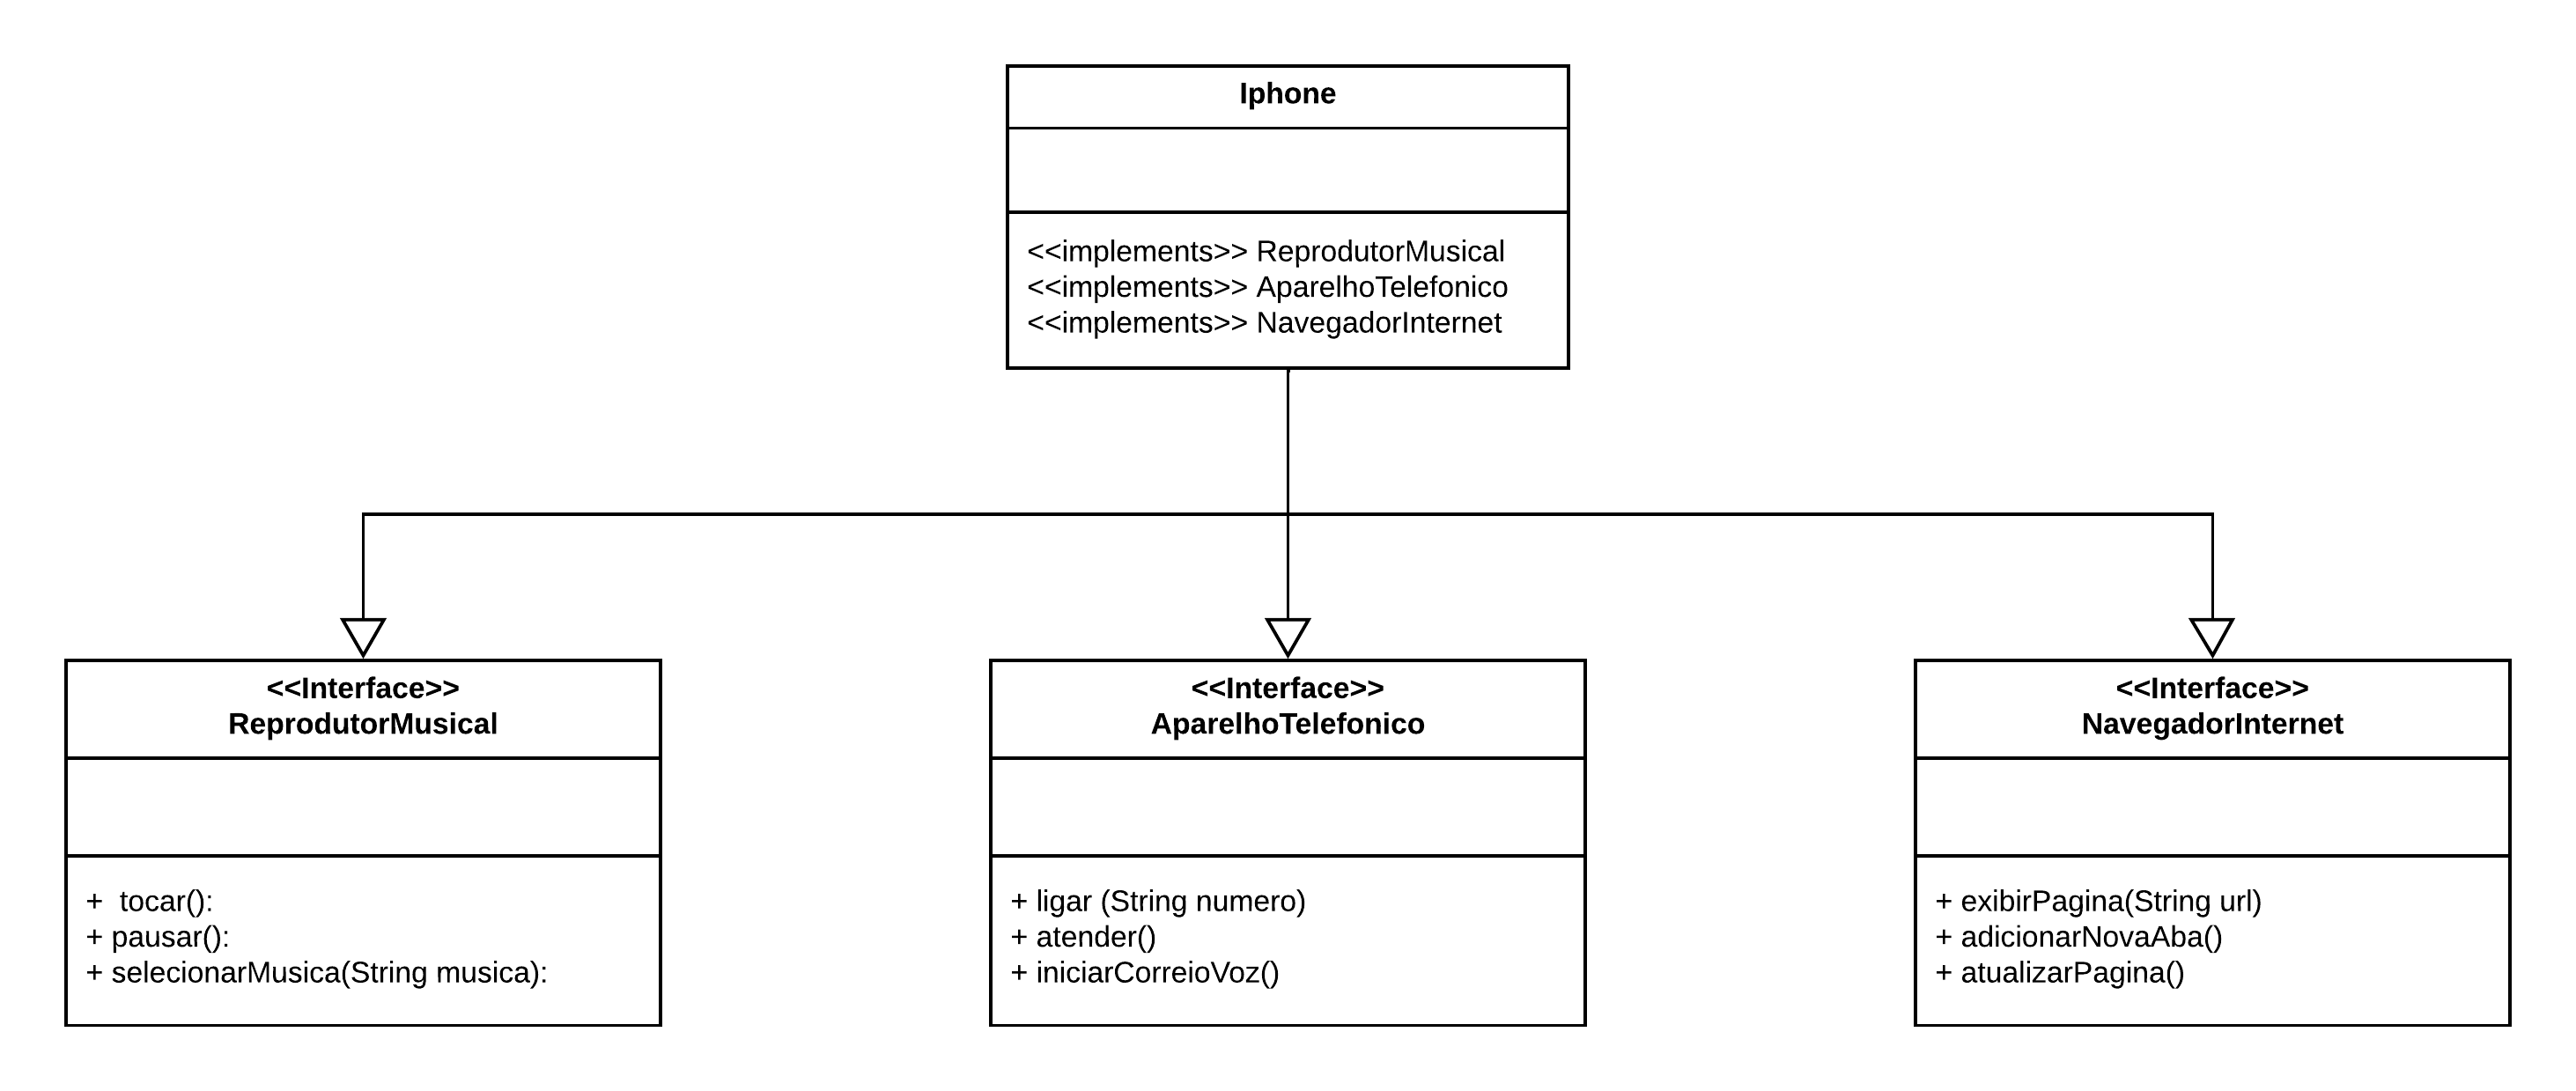 Iphone
<<implements>> ReprodutorMusical
<<implements>> AparelhoTelefonico
<<implements>> NavegadorInternet
<<Interface>>
ReprodutorMusical
+  tocar():
+ pausar():
+ selecionarMusica(String musica):
<<Interface>>
AparelhoTelefonico
+ ligar (String numero)
+ atender()
+ iniciarCorreioVoz()
<<Interface>>
NavegadorInternet
+ exibirPagina(String url)
+ adicionarNovaAba()
+ atualizarPagina()